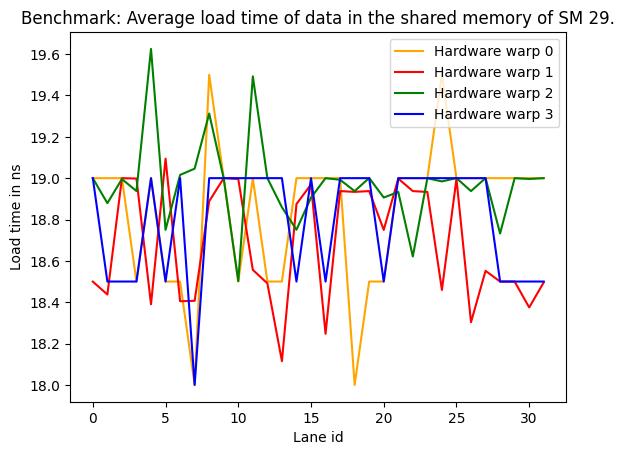 Benchmark: Average load time of data in the shared memory of SM 29.
19.6
19.4
19.2
19.0
18.8
18.6
18.4
18.2
18.0
Load time in ns
Hardware warp 0
Hardware warp 1
Hardware warp 2
Hardware warp 3
0 5 10 15 20 25 30
Lane id